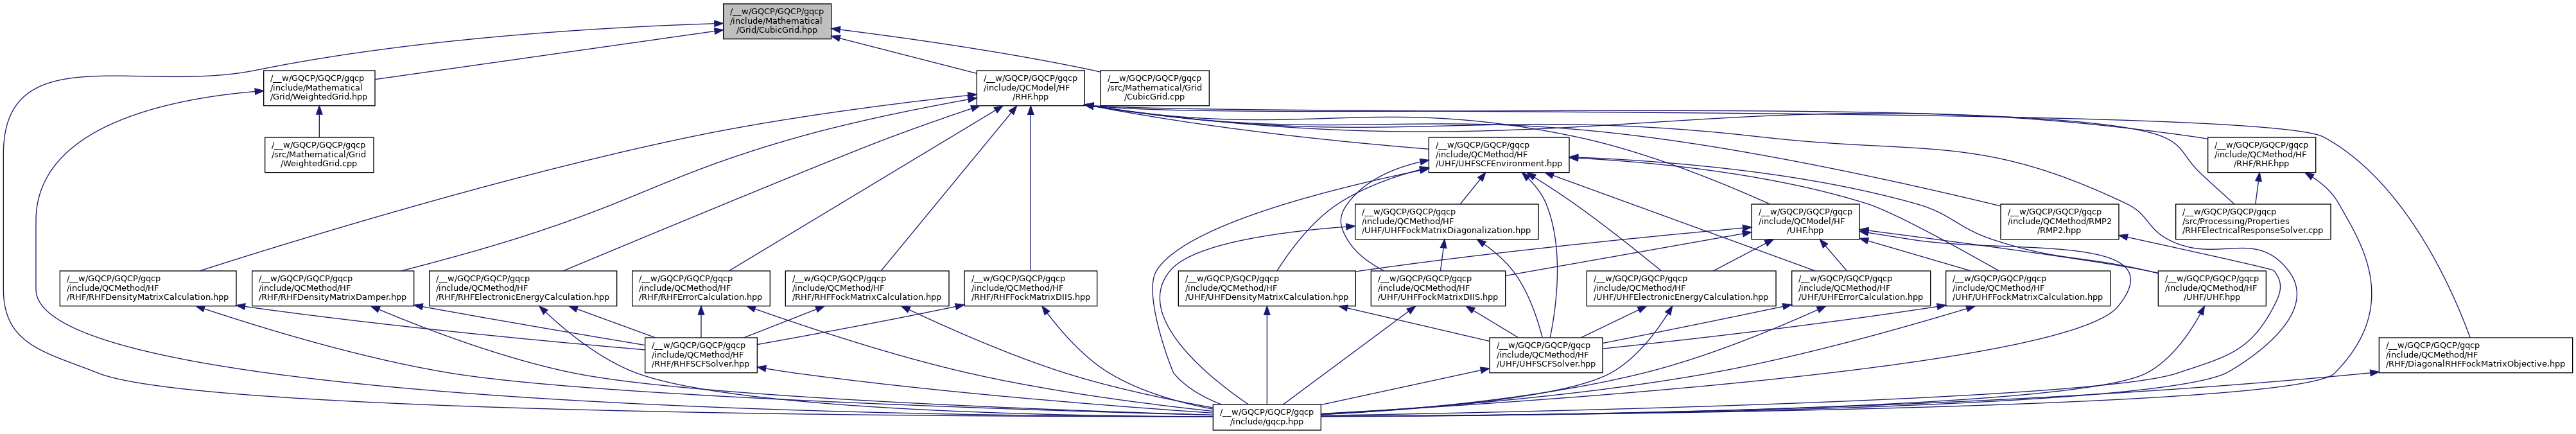 /__w/GQCP/GQCP/gqcp
/include/Mathematical
/Grid/CubicGrid.hpp
/__w/GQCP/GQCP/gqcp
/include/Mathematical
/Grid/WeightedGrid.hpp
/__w/GQCP/GQCP/gqcp
/include/QCModel/HF
/RHF.hpp
/__w/GQCP/GQCP/gqcp
/src/Mathematical/Grid
/CubicGrid.cpp
/__w/GQCP/GQCP/gqcp
/src/Mathematical/Grid
/WeightedGrid.cpp
/__w/GQCP/GQCP/gqcp
/include/QCMethod/HF
/UHF/UHFSCFEnvironment.hpp
/__w/GQCP/GQCP/gqcp
/include/QCMethod/HF
/RHF/RHF.hpp
/__w/GQCP/GQCP/gqcp
/include/QCMethod/HF
/UHF/UHFFockMatrixDiagonalization.hpp
/__w/GQCP/GQCP/gqcp
/include/QCModel/HF
/UHF.hpp
/__w/GQCP/GQCP/gqcp
/include/QCMethod/RMP2
/RMP2.hpp
/__w/GQCP/GQCP/gqcp
/src/Processing/Properties
/RHFElectricalResponseSolver.cpp
/__w/GQCP/GQCP/gqcp
/include/QCMethod/HF
/RHF/RHFDensityMatrixCalculation.hpp
/__w/GQCP/GQCP/gqcp
/include/QCMethod/HF
/RHF/RHFDensityMatrixDamper.hpp
/__w/GQCP/GQCP/gqcp
/include/QCMethod/HF
/RHF/RHFElectronicEnergyCalculation.hpp
/__w/GQCP/GQCP/gqcp
/include/QCMethod/HF
/RHF/RHFErrorCalculation.hpp
/__w/GQCP/GQCP/gqcp
/include/QCMethod/HF
/RHF/RHFFockMatrixCalculation.hpp
/__w/GQCP/GQCP/gqcp
/include/QCMethod/HF
/RHF/RHFFockMatrixDIIS.hpp
/__w/GQCP/GQCP/gqcp
/include/QCMethod/HF
/UHF/UHFDensityMatrixCalculation.hpp
/__w/GQCP/GQCP/gqcp
/include/QCMethod/HF
/UHF/UHFFockMatrixDIIS.hpp
/__w/GQCP/GQCP/gqcp
/include/QCMethod/HF
/UHF/UHFElectronicEnergyCalculation.hpp
/__w/GQCP/GQCP/gqcp
/include/QCMethod/HF
/UHF/UHFErrorCalculation.hpp
/__w/GQCP/GQCP/gqcp
/include/QCMethod/HF
/UHF/UHFFockMatrixCalculation.hpp
/__w/GQCP/GQCP/gqcp
/include/QCMethod/HF
/UHF/UHF.hpp
/__w/GQCP/GQCP/gqcp
/include/QCMethod/HF
/RHF/RHFSCFSolver.hpp
/__w/GQCP/GQCP/gqcp
/include/QCMethod/HF
/UHF/UHFSCFSolver.hpp
/__w/GQCP/GQCP/gqcp
/include/QCMethod/HF
/RHF/DiagonalRHFFockMatrixObjective.hpp
/__w/GQCP/GQCP/gqcp
/include/gqcp.hpp